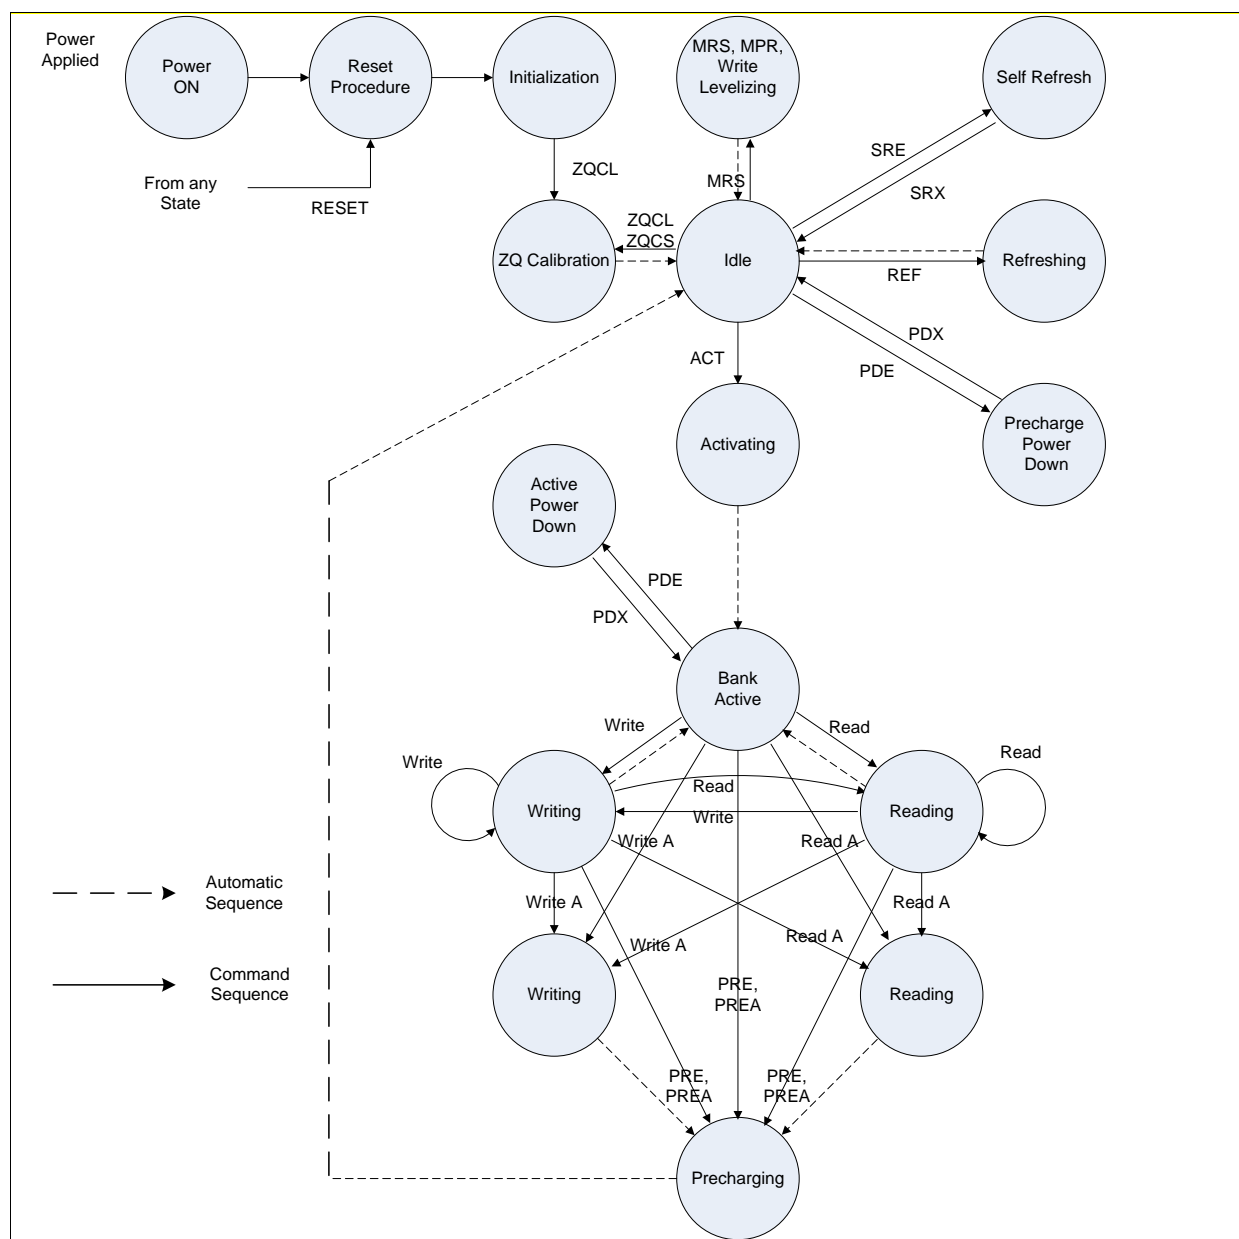 Power
Applied
Power
ON
Reset
Procedure
Initialization
MRS, MPR,
Write
Levelizing
Self Refresh
From any
State
RESET
ZQCL
MRS
SRE
SRX
ZQCL
ZQCS
ZQ Calibration
Idle
REF
Refreshing
ACT
PDX
PDE
Activating
Precharge
Power
Down
Active
Power
Down
PDE
PDX
Bank
Active
Write
Read
Write
Read
Read
Write
Writing
Reading
Write A
Read A
Write A
Read A
Write A
Read A
Automatic
Sequence
Command
Sequence
Writing
Reading
PRE,
PREA
PRE,
PREA
PRE,
PREA
Precharging